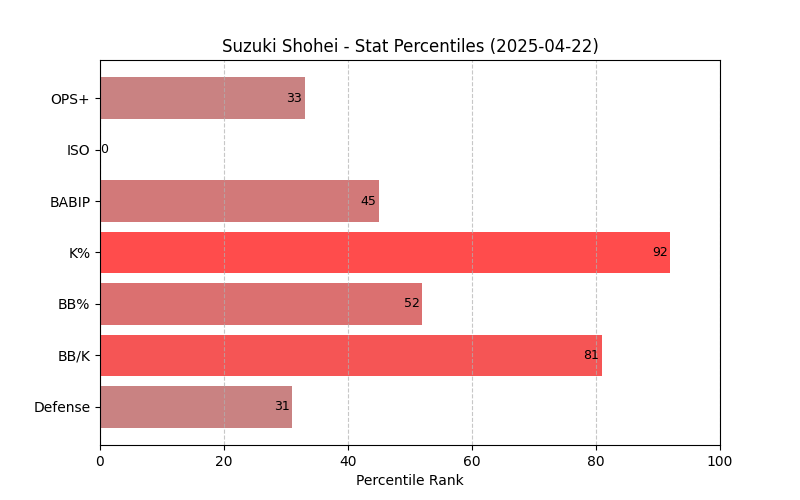 Suzuki Shohei - Stat Percentiles (2025-04-22)
OPS+ 33
ISO 0
BABIP 45
K% 92
BB% 52
BB/K 81
Defense 31
0 20 40 60 80 100
Percentile Rank